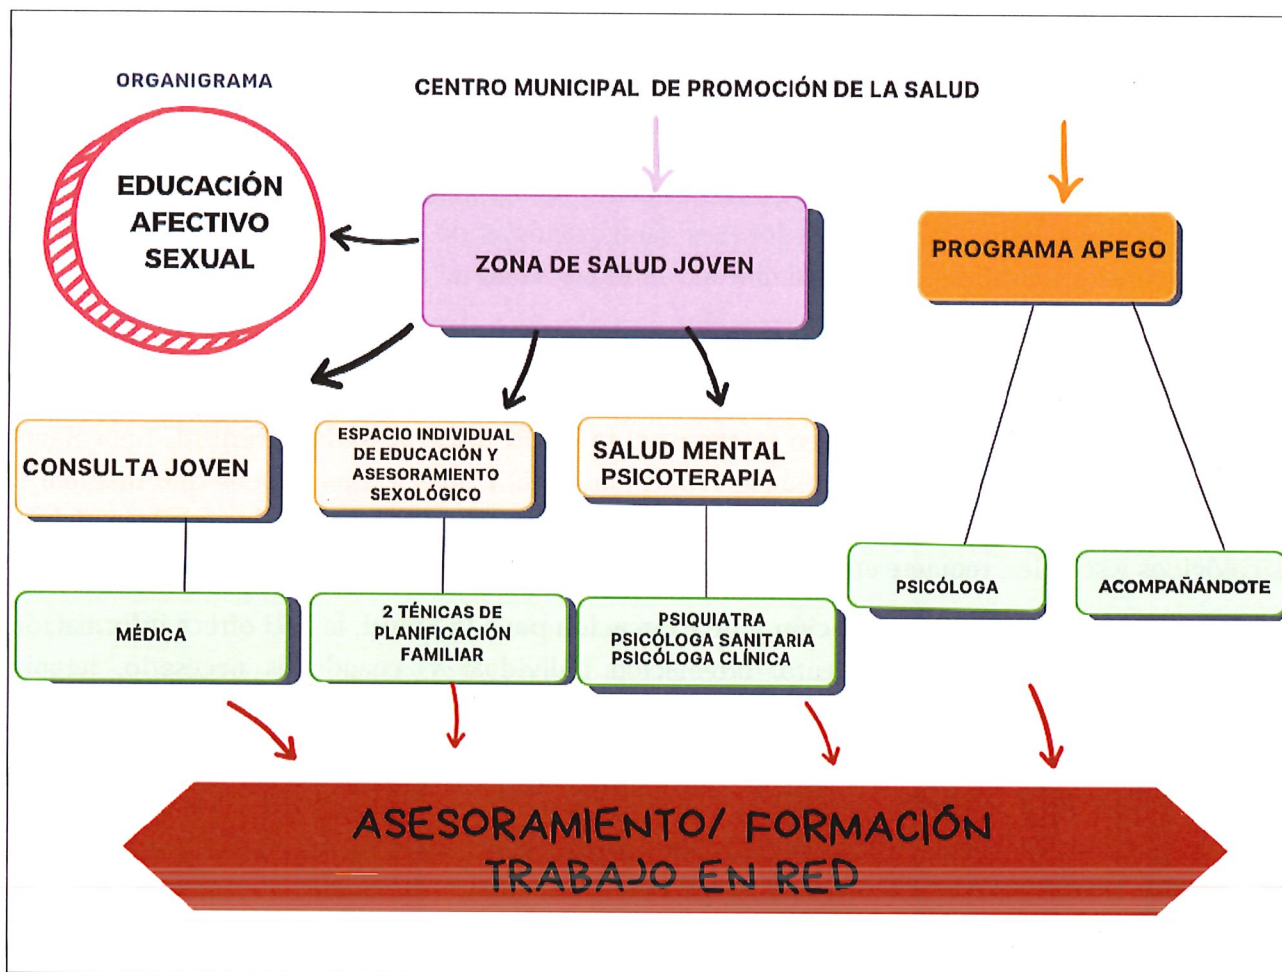 ORGANIGRAMA
CENTRO MUNICIPAL DE PROMOCIÓN DE LA SALUD
EDUCACIÓN
AFECTIVO
SEXUAL
ZONA DE SALUD JOVEN
PROGRAMA APEGO
CONSULTA JOVEN
ESPACIO INDIVIDUAL
DE EDUCACIÓN Y
ASESORAMIENTO
SEXOLÓGICO
SALUD MENTAL
PSICOTERAPIA
MÉDICA
2 TÉNICAS DE
PLANIFICACIÓN
FAMILIAR
PSIQUIATRA
PSICÓLOGA SANITARIA
PSICÓLOGA CLÍNICA
PSICÓLOGA
ACOMPAÑÁNDOTE
ASESORAMIENTO/ FORMACIÓN
TRABAJO EN RED